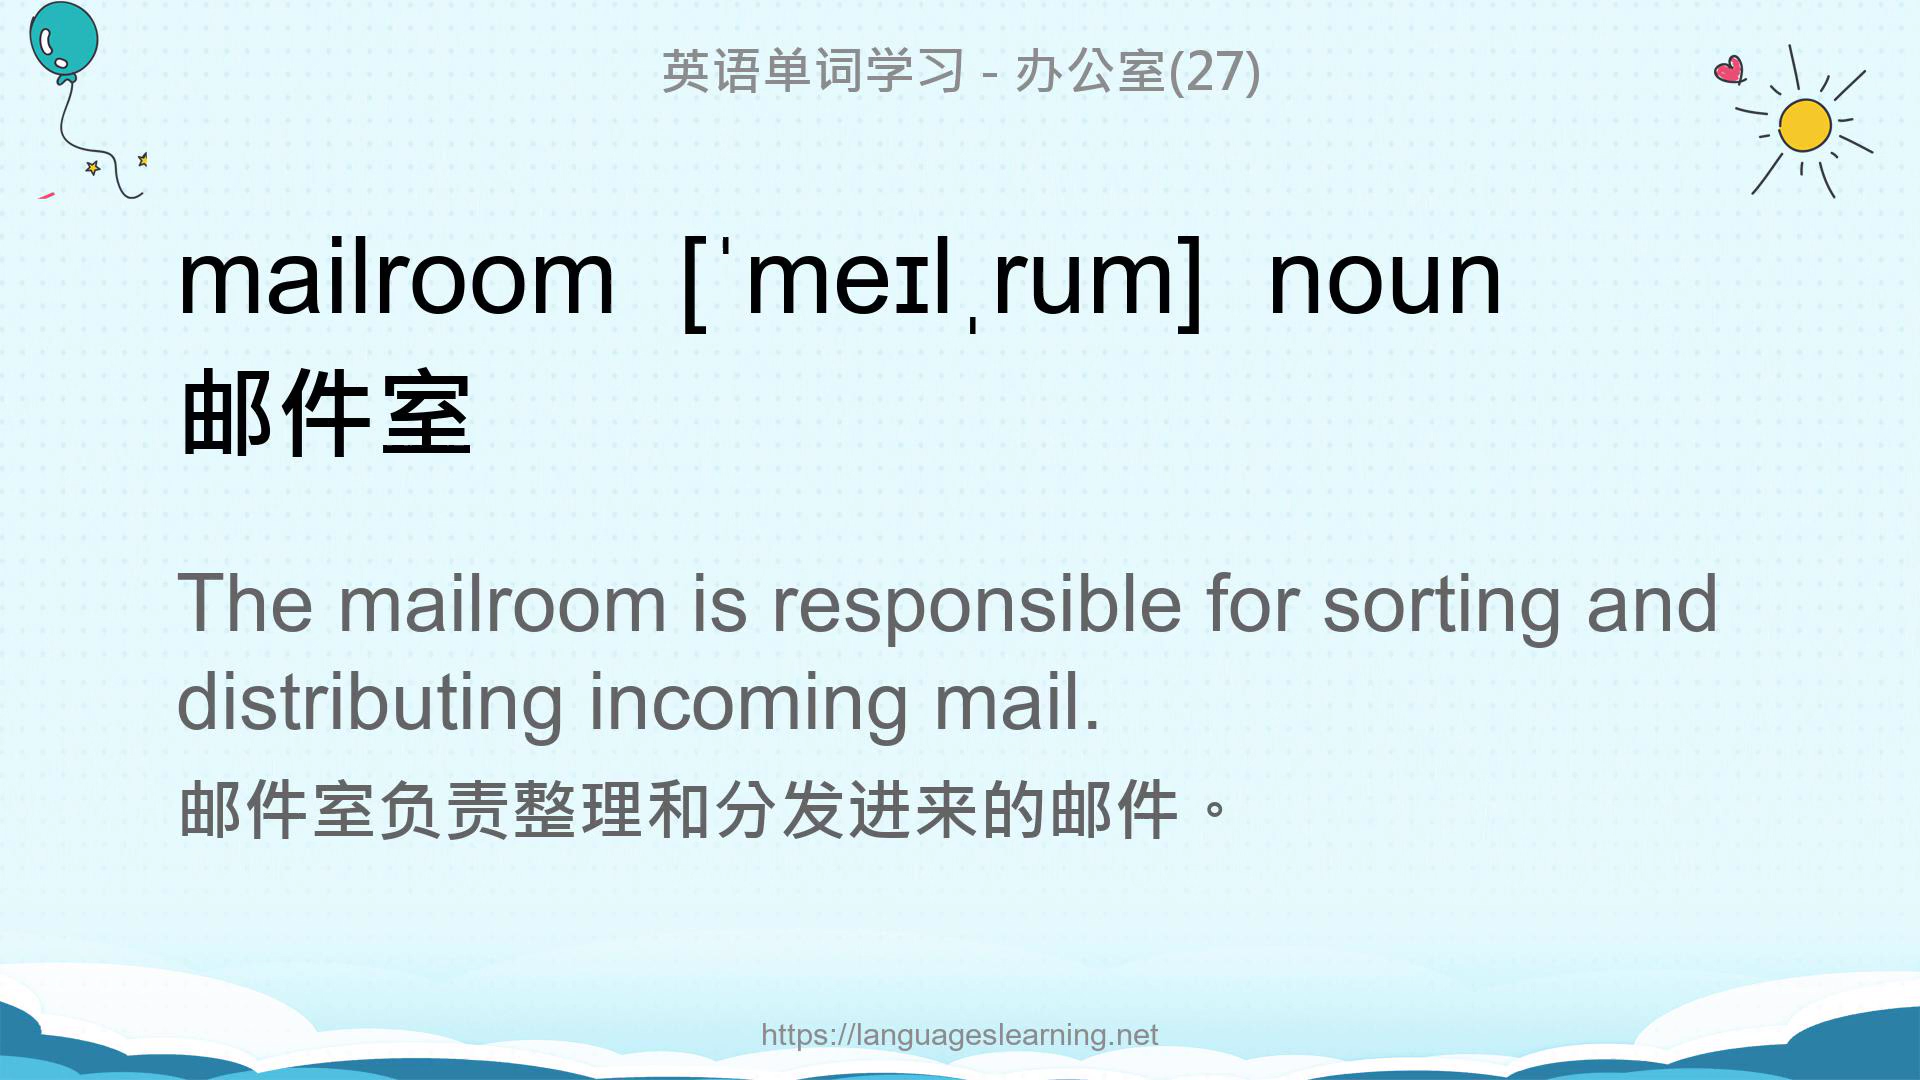 英语单词学习 - 办公室(27)
mailroom [ˈmeɪlˌrum] noun
邮件室
The mailroom is responsible for sorting and
distributing incoming mail.
邮件室负责整理和分发进来的邮件。
https://languageslearning.net